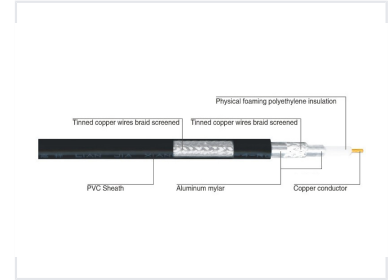 Physical foaming polyethylene insulation
Tinned copper wires braid screened
Tinned copper wires braid screened
PVC Sheath
Aluminum mylar
Copper conductor